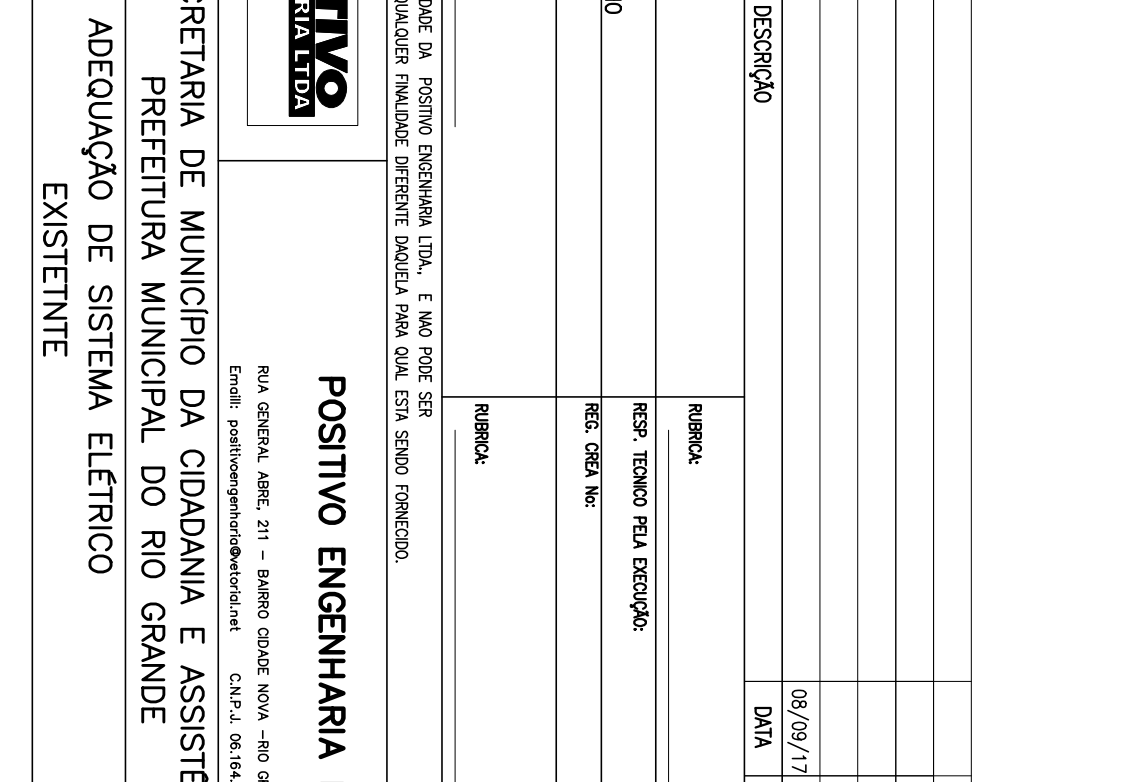 08/09/17
DESCRIÇÃO DATA
RUBRICA:
RESP. TECNICO PELA EXECUÇÃO:
REG. CREA No:
RUBRICA:
DA POSITIVO ENGENHARIA LTDA., E NAO PODE SER
QUALQUER FINALIDADE DIFERENTE DAQUELA PARA QUAL ESTA SENDO FORNECIDO.
TIVO
RIA LTDA
POSITIVO ENGENHARIA
RUA GENERAL ABRE, 211 - BAIRRO CIDADE NOVA -RIO
Emaill: positivoengenharia@vetorial.net C.N.P.J. 06.164.
CRETARIA DE MUNICÍPIO DA CIDADANIA E ASSISTÊ
PREFEITURA MUNICIPAL DO RIO GRANDE
ADEQUAÇÃO DE SISTEMA ELÉTRICO
EXISTETNTE